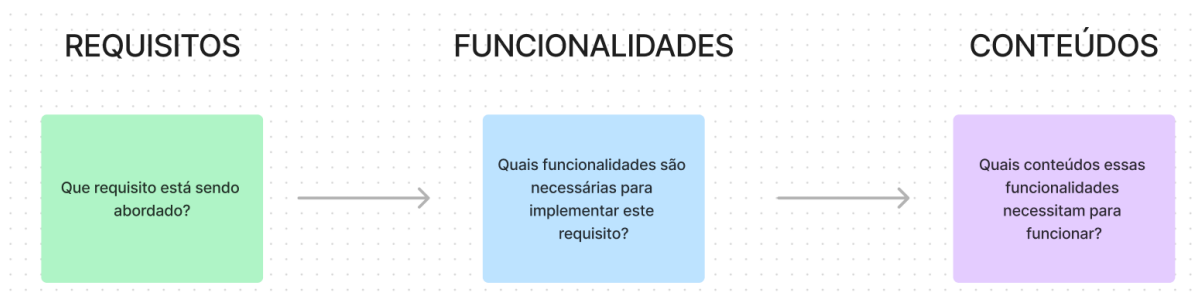 REQUISITOS
FUNCIONALIDADES
CONTEÚDOS
Que requisito está sendo
abordado?
Quais funcionalidades são
necessárias para
implementar este
requisito?
Quais conteúdos essas
funcionalidades
necessitam para
funcionar?